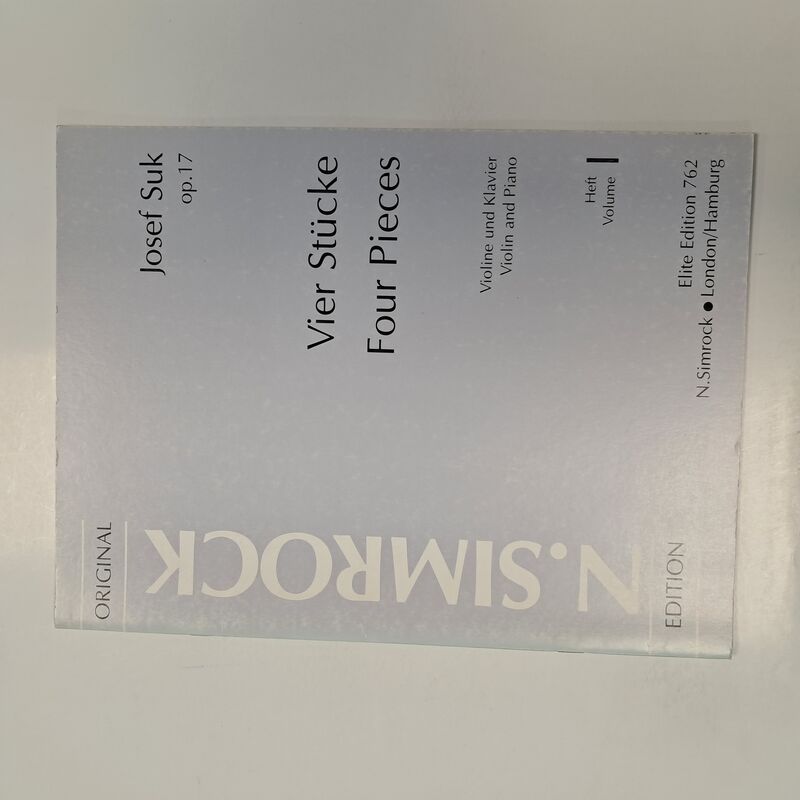 ORIGINAL
N.SIMROCK
EDITION
Josef Suk
op.17
Vier Stücke
Four Pieces
Violine und Klavier
Violin and Piano
Heft
Volume I
Elite Edition 762
N.Simrock ● London/Hamburg